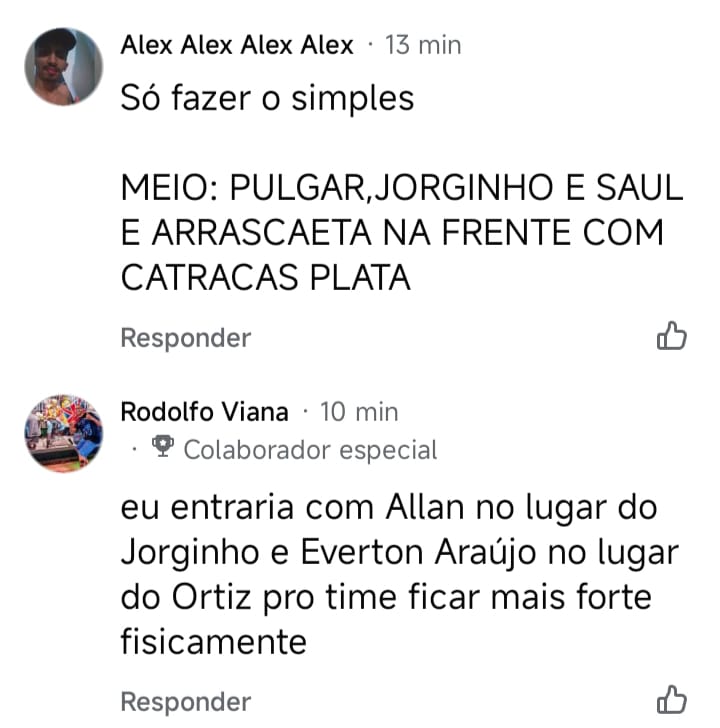 Alex Alex Alex Alex · 13 min
Só fazer o simples
MEIO: PULGAR,JORGINHO E SAUL
E ARRASCAETA NA FRENTE COM
CATRACAS PLATA
Responder
Rodolfo Viana · 10 min
· Colaborador especial
eu entraria com Allan no lugar do
Jorginho e Everton Araújo no lugar
do Ortiz pro time ficar mais forte
fisicamente
Responder